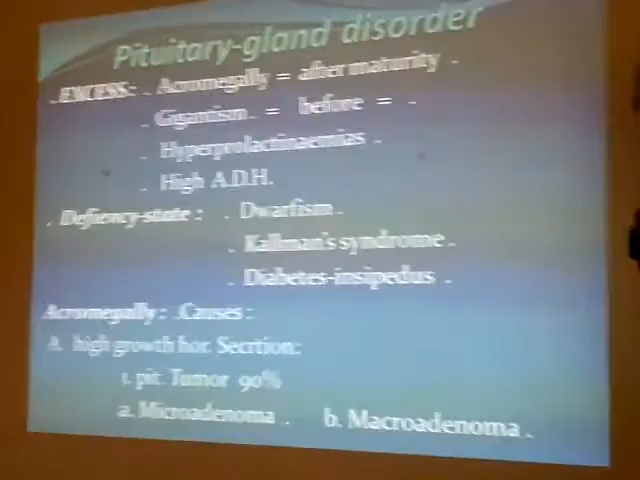 Pituitary-gland disorder
. EXCESS:- . Acromegally = after maturity .
. Gigantism . = before = .
. Hyperprolactinaemias .
. High A.D.H.
. Defiency-state : . Dwarfism .
. Kallman's syndrome .
. Diabetes-insipedus .
Acromegally : .Causes :
A. high growth hor. Secrtion:
1. pit. Tumor 90%
a. Microadenoma . b. Macroadenoma .